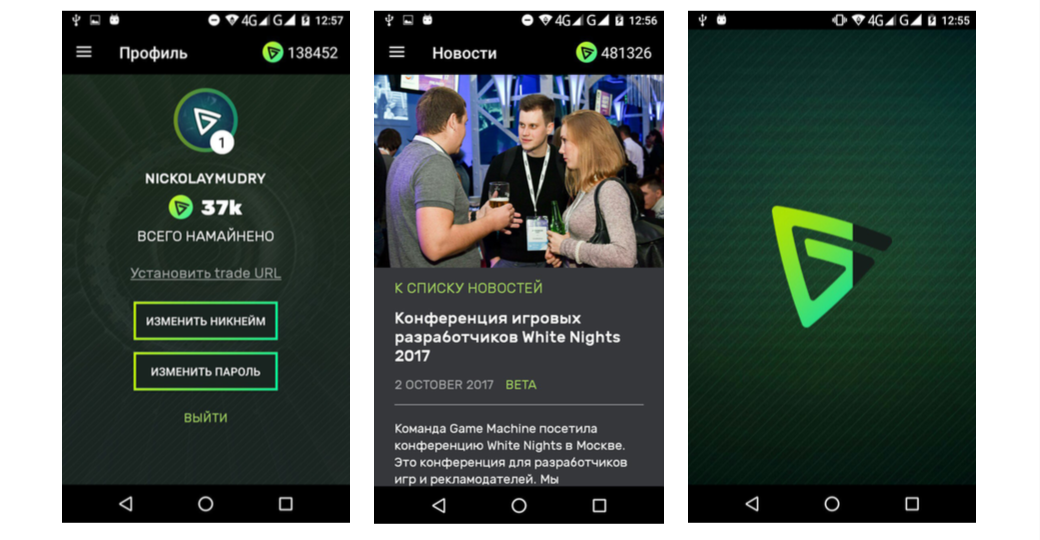 4G G 12:57
Профиль 138452
1
NICKOLAYMUDRY
37k
ВСЕГО НАМАЙНЕНО
Установить trade URL
ИЗМЕНИТЬ НИКНЕЙМ
ИЗМЕНИТЬ ПАРОЛЬ
ВЫЙТИ
4G G 12:56
Новости 481326
К СПИСКУ НОВОСТЕЙ
Конференция игровых
разработчиков White Nights
2017
2 OCTOBER 2017 BETA
Команда Game Machine посетила
конференцию White Nights в Москве.
Это конференция для разработчиков
игр и рекламодателей. Мы
4G G 12:55